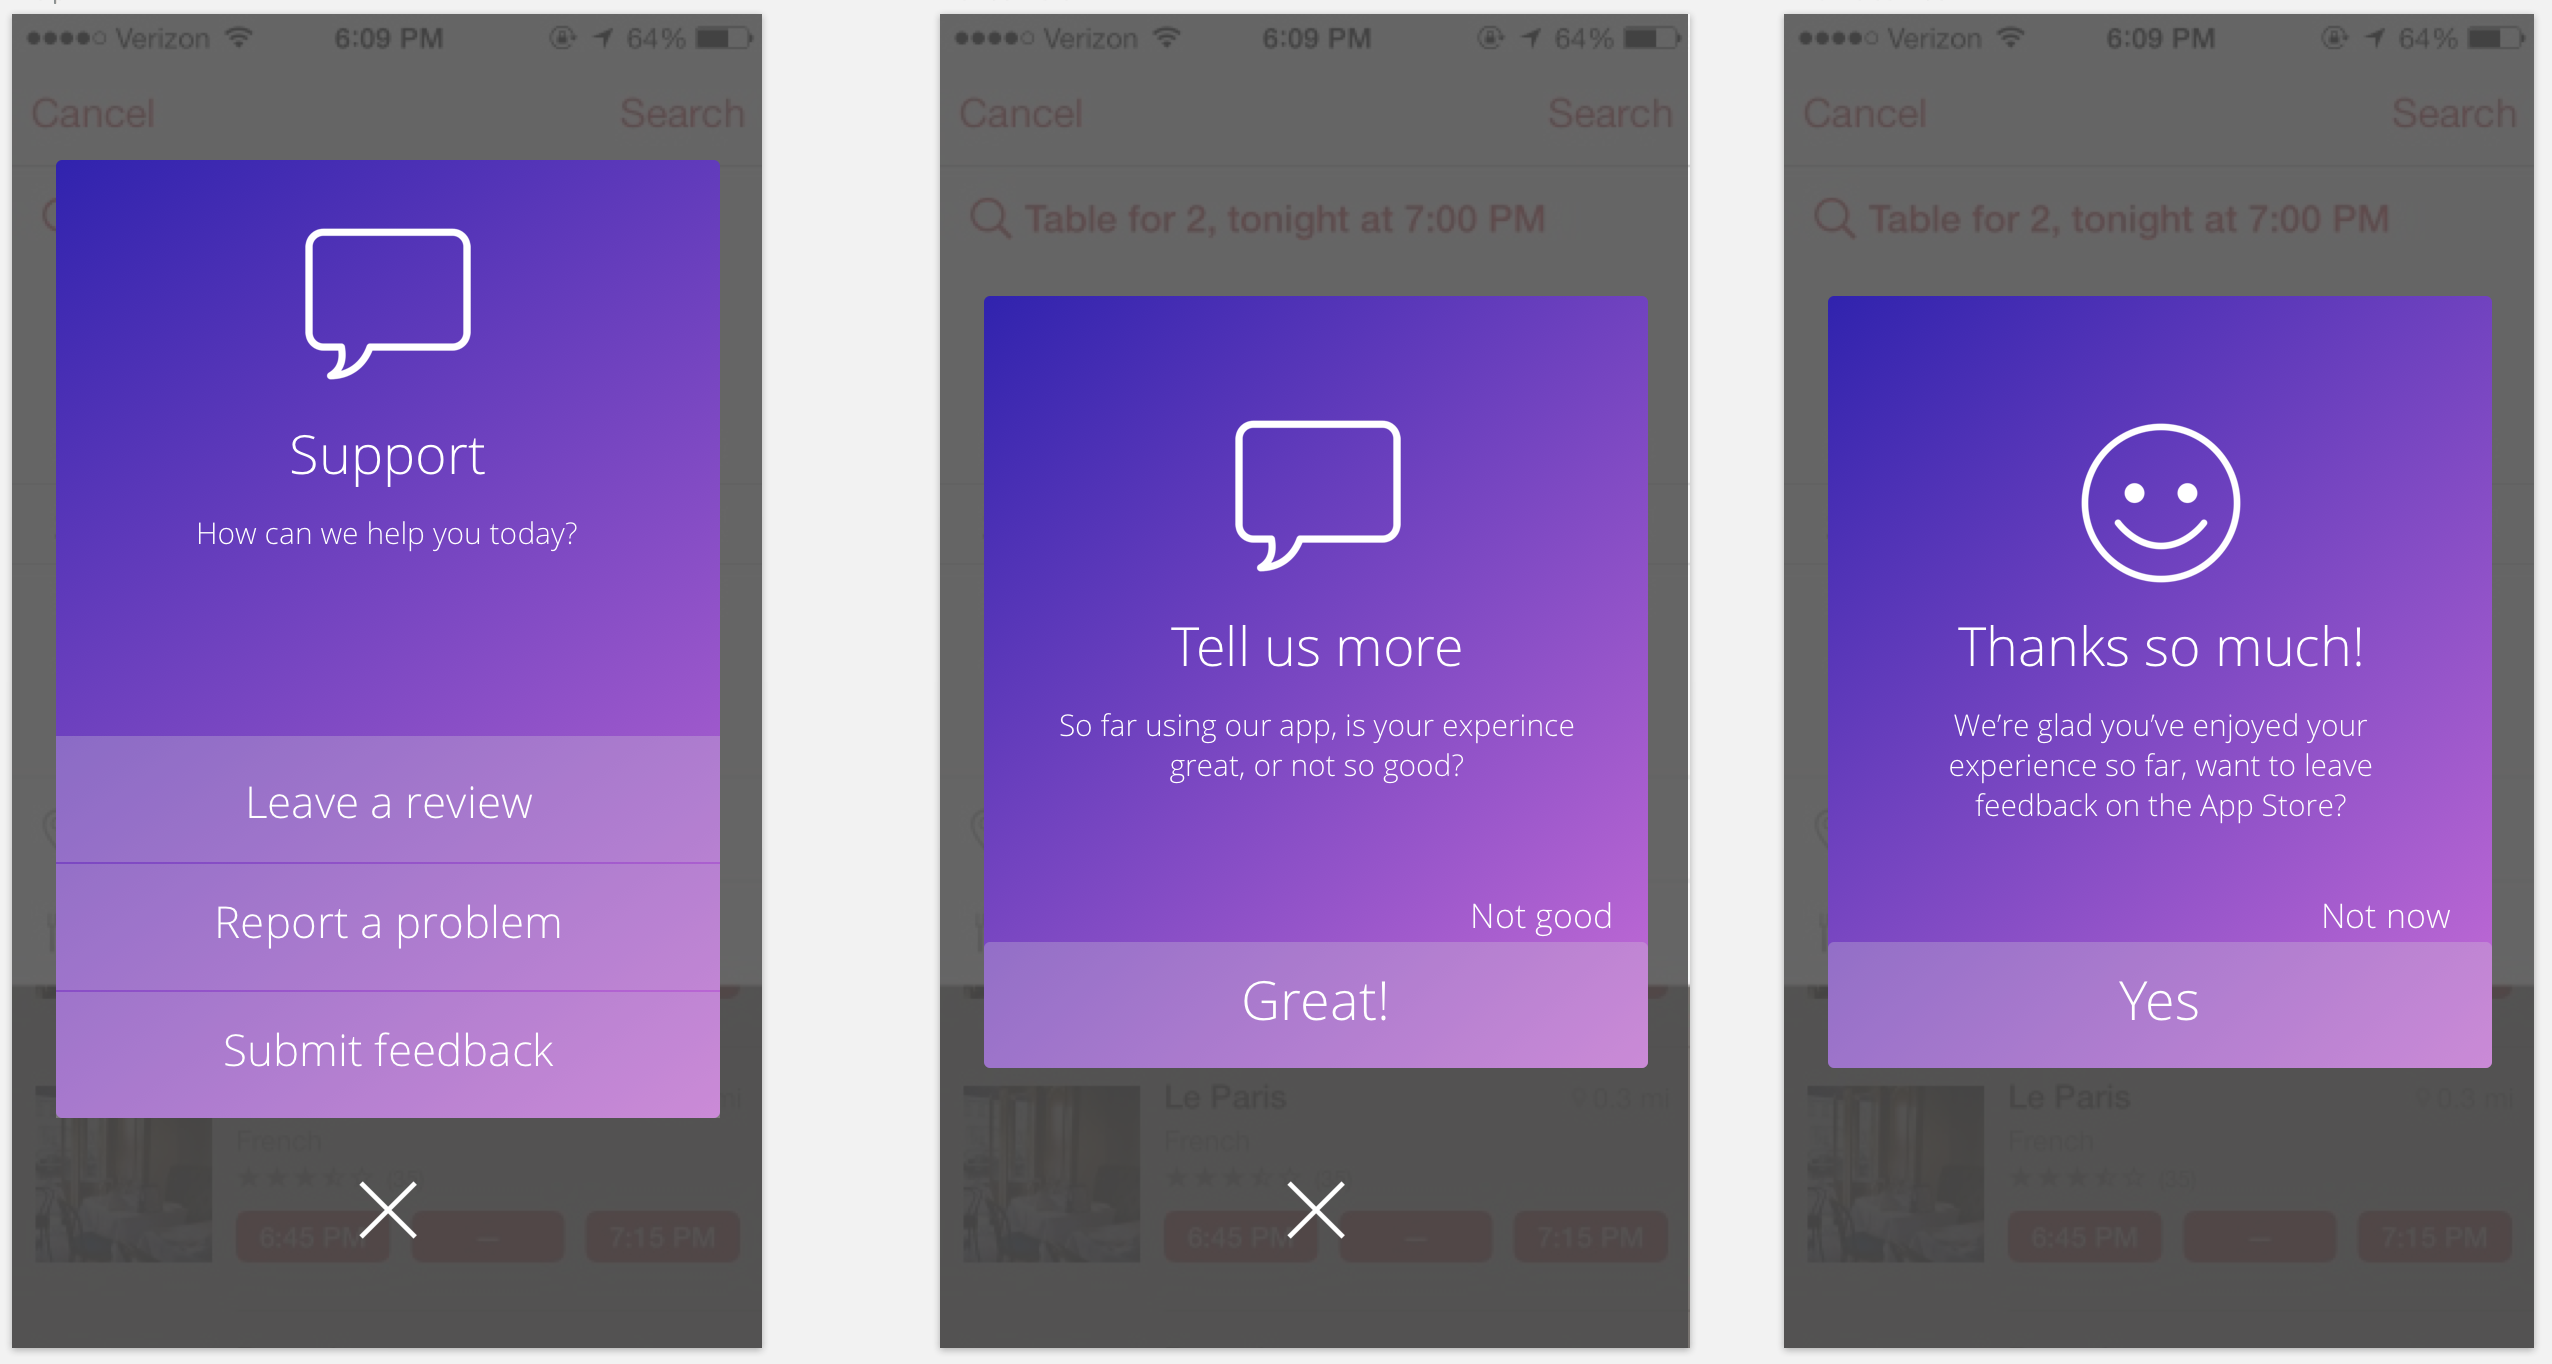 Verizon 6:09 PM 64%
Cancel Search
Support
How can we help you today?
Leave a review
Report a problem
Submit feedback
French
6:45 PM — 7:15 PM
Verizon 6:09 PM 64%
Cancel Search
Table for 2, tonight at 7:00 PM
Tell us more
So far using our app, is your experince
great, or not so good?
Not good
Great!
Le Paris 0.3 mi
French
6:45 PM — 7:15 PM
Verizon 6:09 PM 64%
Cancel Search
Table for 2, tonight at 7:00 PM
Thanks so much!
We’re glad you’ve enjoyed your
experience so far, want to leave
feedback on the App Store?
Not now
Yes
Le Paris 0.3 mi
French
6:45 PM — 7:15 PM